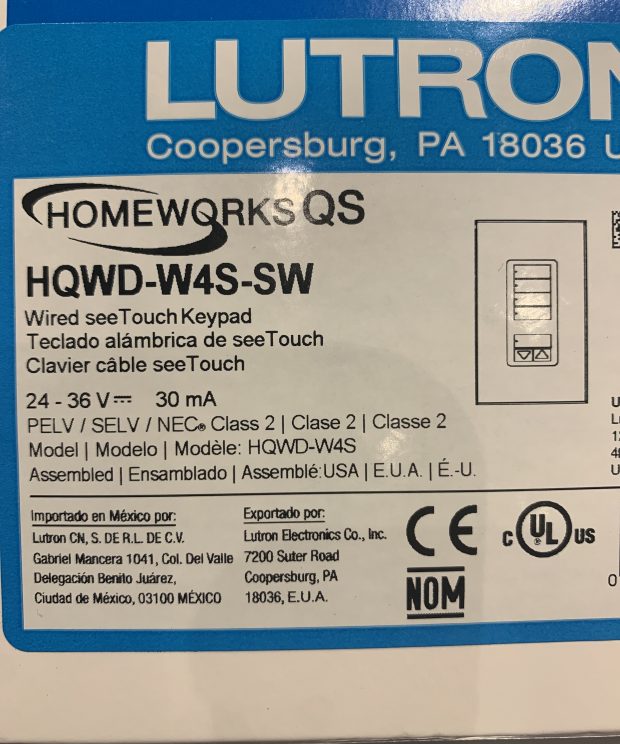 LUTRON
Coopersburg, PA 18036 U
HOMEWORKS QS
HQWD-W4S-SW
Wired seeTouch Keypad
Teclado alámbrica de seeTouch
Clavier câble seeTouch
24 - 36 V⎓ 30 mA
PELV / SELV / NEC® Class 2 | Clase 2 | Classe 2
Model | Modelo | Modèle: HQWD-W4S
Assembled | Ensamblado | Assemblé:USA | E.U.A. | É.-U.
Importado en México por:
Lutron CN, S. DE R.L. DE C.V.
Gabriel Mancera 1041, Col. Del Valle
Delegación Benito Juárez,
Ciudad de México, 03100 MÉXICO
Exportado por:
Lutron Electronics Co., Inc.
7200 Suter Road
Coopersburg, PA
18036, E.U.A.
CE
NOM
C UL US